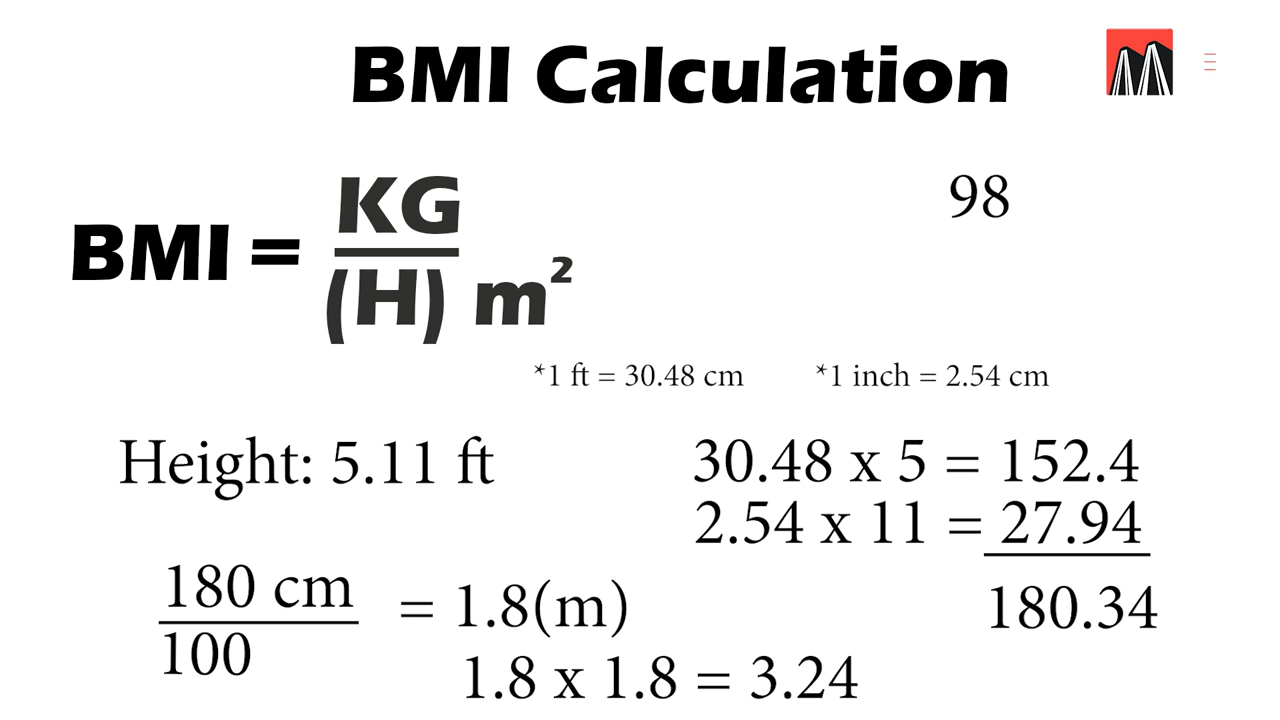 BMI Calculation
98
KG
BMI = (H) m²
*1 ft = 30.48 cm *1 inch = 2.54 cm
Height: 5.11 ft
30.48 x 5 = 152.4
2.54 x 11 = 27.94
180.34
180 cm
100
= 1.8(m)
1.8 x 1.8 = 3.24